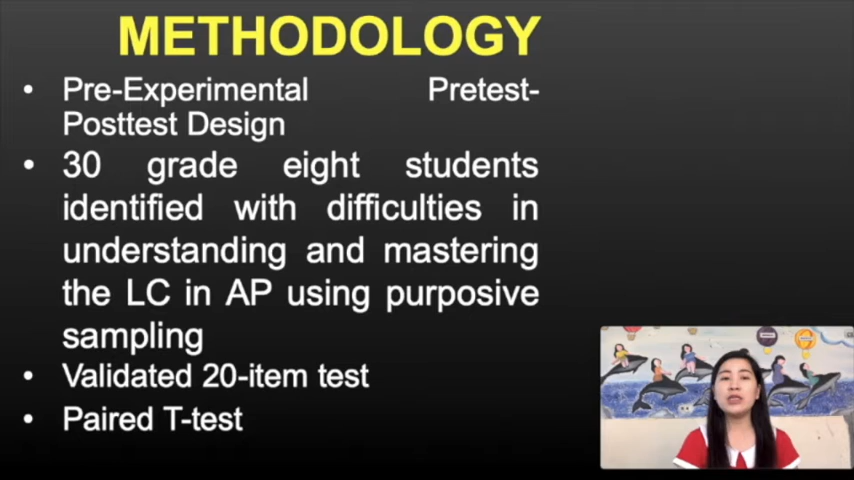 METHODOLOGY
• Pre-Experimental Pretest-
Posttest Design
• 30 grade eight students
identified with difficulties in
understanding and mastering
the LC in AP using purposive
sampling
• Validated 20-item test
• Paired T-test